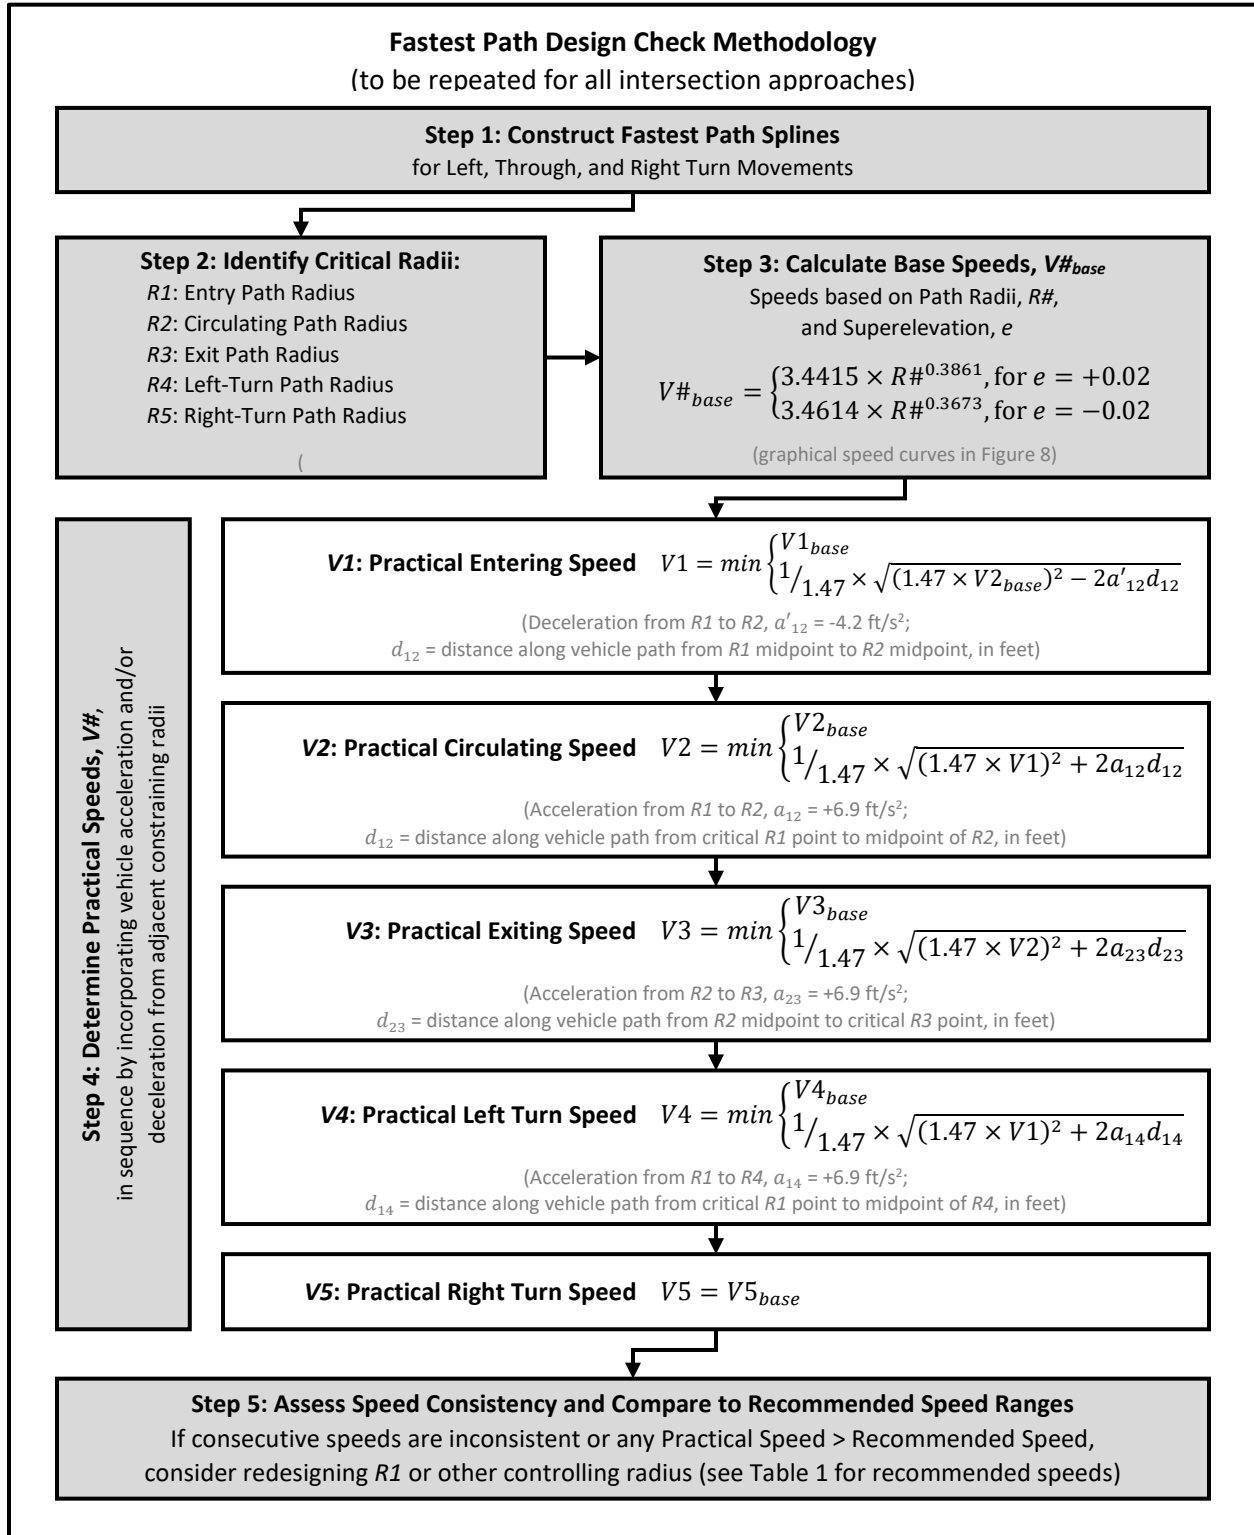 Fastest Path Design Check Methodology
(to be repeated for all intersection approaches)
Step 1: Construct Fastest Path Splines
for Left, Through, and Right Turn Movements
Step 2: Identify Critical Radii:
R1: Entry Path Radius
R2: Circulating Path Radius
R3: Exit Path Radius
R4: Left-Turn Path Radius
R5: Right-Turn Path Radius
(
Step 3: Calculate Base Speeds, V#base
Speeds based on Path Radii, R#,
and Superelevation, e
V#base = { 3.4415 × R#^0.3861, for e = +0.02
3.4614 × R#^0.3673, for e = −0.02
(graphical speed curves in Figure 8)
Step 4: Determine Practical Speeds, V#,
in sequence by incorporating vehicle acceleration and/or
deceleration from adjacent constraining radii
V1: Practical Entering Speed V1 = min { V1base
1/1.47 × √((1.47 × V2base)² − 2a′12d12)
(Deceleration from R1 to R2, a′12 = -4.2 ft/s²;
d12 = distance along vehicle path from R1 midpoint to R2 midpoint, in feet)
V2: Practical Circulating Speed V2 = min { V2base
1/1.47 × √((1.47 × V1)² + 2a12d12)
(Acceleration from R1 to R2, a12 = +6.9 ft/s²;
d12 = distance along vehicle path from critical R1 point to midpoint of R2, in feet)
V3: Practical Exiting Speed V3 = min { V3base
1/1.47 × √((1.47 × V2)² + 2a23d23)
(Acceleration from R2 to R3, a23 = +6.9 ft/s²;
d23 = distance along vehicle path from R2 midpoint to critical R3 point, in feet)
V4: Practical Left Turn Speed V4 = min { V4base
1/1.47 × √((1.47 × V1)² + 2a14d14)
(Acceleration from R1 to R4, a14 = +6.9 ft/s²;
d14 = distance along vehicle path from critical R1 point to midpoint of R4, in feet)
V5: Practical Right Turn Speed V5 = V5base
Step 5: Assess Speed Consistency and Compare to Recommended Speed Ranges
If consecutive speeds are inconsistent or any Practical Speed > Recommended Speed,
consider redesigning R1 or other controlling radius (see Table 1 for recommended speeds)